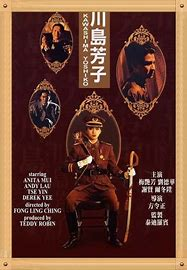 川島芳子
KAWASHIMA YOSHIKO
starring
ANITA MUI
ANDY LAU
TSE YIN
DEREK YEE
directed by
FONG LING CHING
produced by
TEDDY ROBIN
主演
梅艷芳 劉德華
謝賢 爾冬陞
導演
方令正
監製
泰迪羅賓